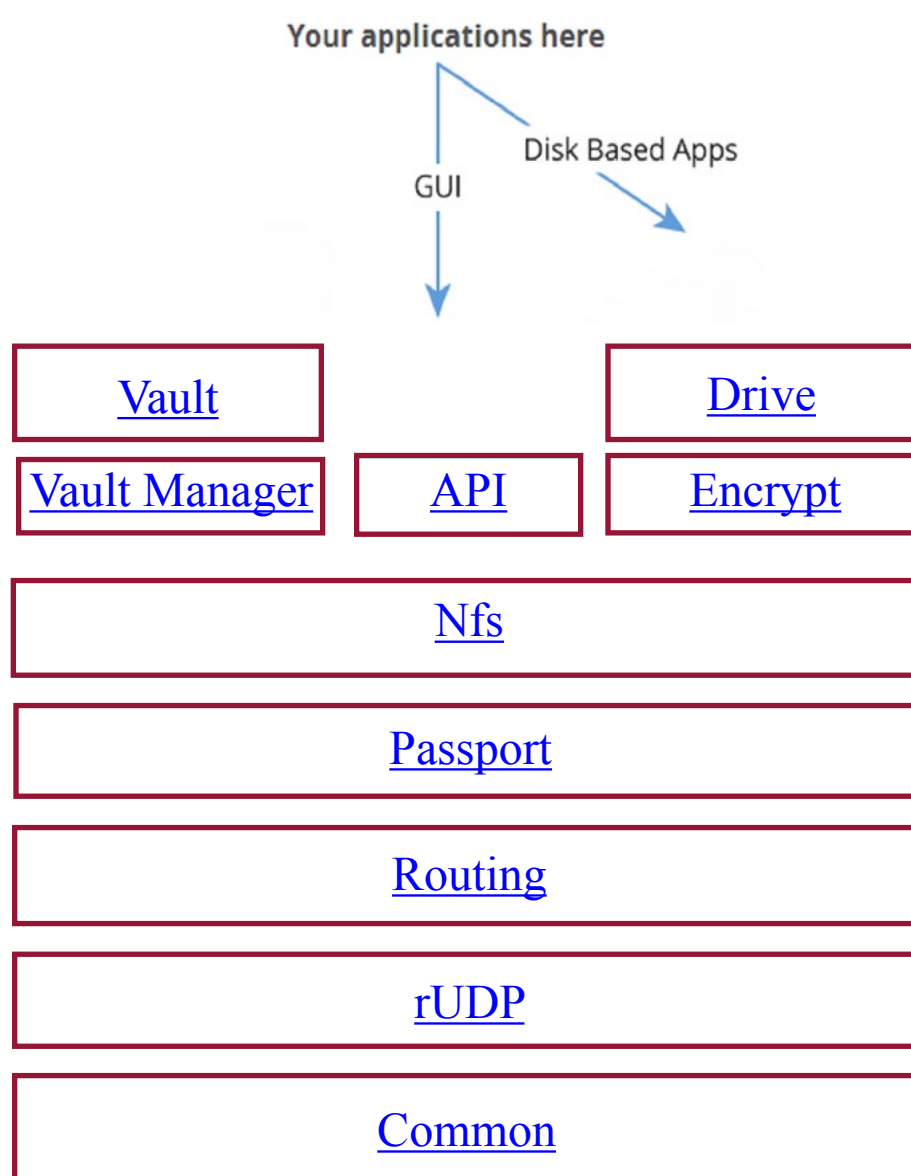 Your applications here
Disk Based Apps
GUI
Vault
Drive
Vault Manager
API
Encrypt
Nfs
Passport
Routing
rUDP
Common